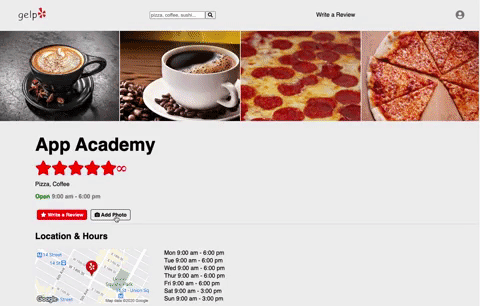 gelp
pizza, coffee, sushi...
Write a Review
App Academy
∞
Pizza, Coffee
Open 9:00 am - 6:00 pm
Write a Review
Add Photo
Location & Hours
14 Street
14 Street
Union
Square Park
14 St - Union Sq
Google
Map data ©2020 Google
Mon 9:00 am - 6:00 pm
Tue 9:00 am - 6:00 pm
Wed 9:00 am - 6:00 pm
Thu 9:00 am - 6:00 pm
Fri 9:00 am - 6:00 pm
Sat 9:00 am - 3:00 pm
Sun 9:00 am - 3:00 pm